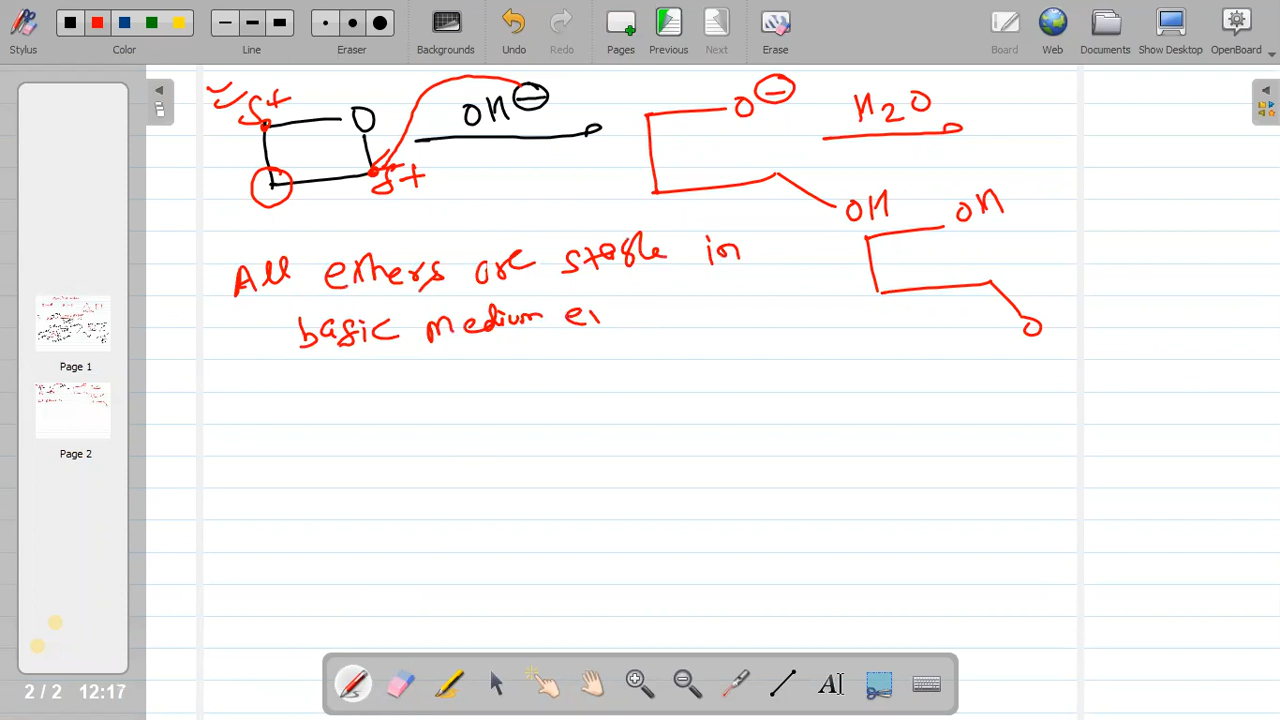 Stylus
Color
Line
Eraser
Backgrounds
Undo
Redo
Pages
Previous
Next
Erase
Board
Web
Documents
Show Desktop
OpenBoard
δ+
O
OH ⊖
δ+
O ⊖
H2O
OH
OH
O
All ethers are stable in
basic medium e
Page 1
Page 2
2 / 2 12:17